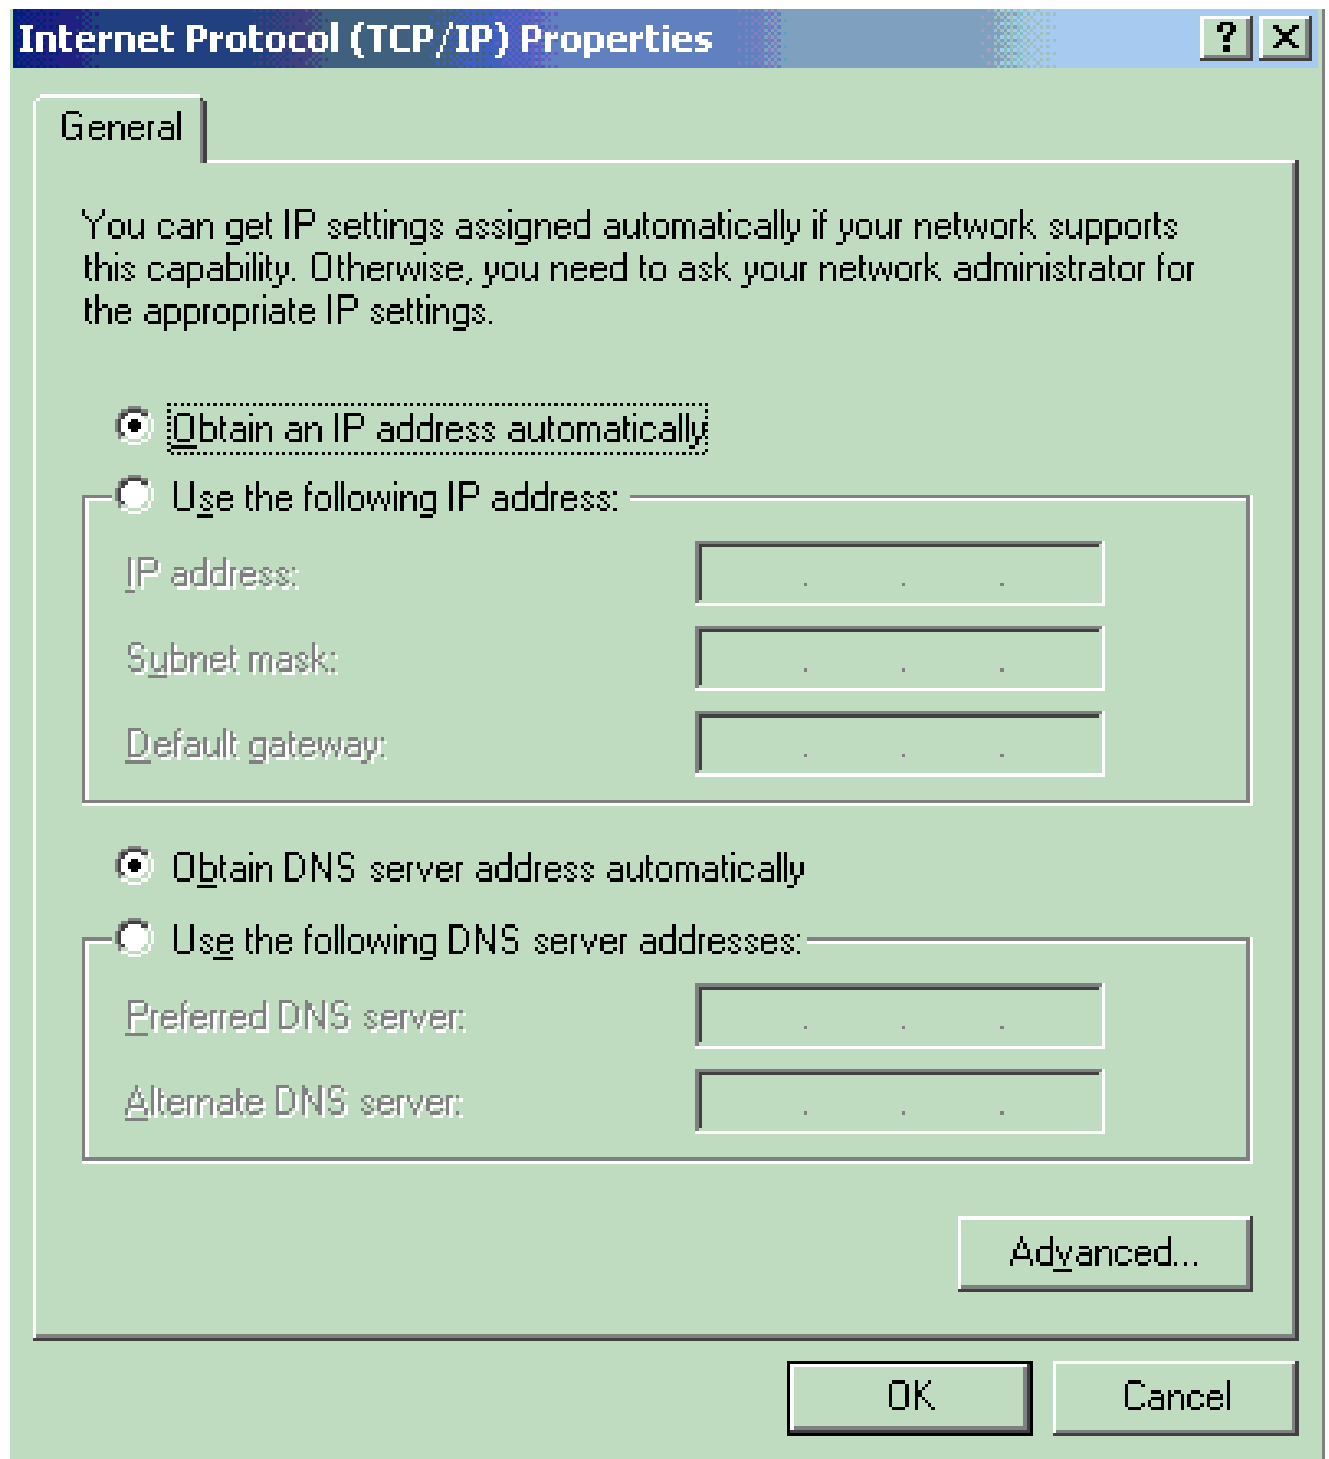 Internet Protocol (TCP/IP) Properties ? X
General
You can get IP settings assigned automatically if your network supports
this capability. Otherwise, you need to ask your network administrator for
the appropriate IP settings.
Obtain an IP address automatically
Use the following IP address:
IP address: . . .
Subnet mask: . . .
Default gateway: . . .
Obtain DNS server address automatically
Use the following DNS server addresses:
Preferred DNS server: . . .
Alternate DNS server: . . .
Advanced...
OK Cancel